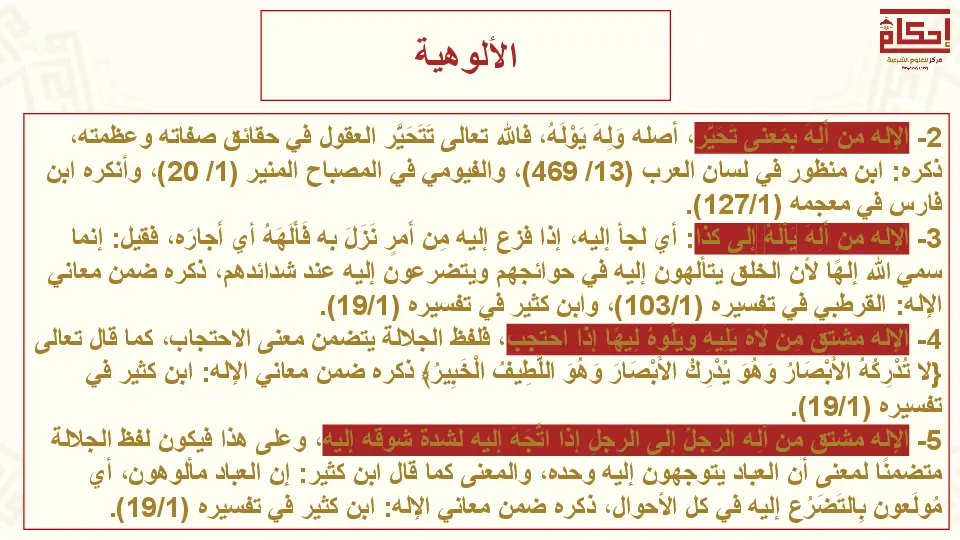 إحكام
مركز للعلوم الشرعية
الألوهية
2- الإله من أَلِهَ بِمَعنى تَحَيَّر، أصله وَلِهَ يَوْلَهُ، فالله تعالى تَتَحَيَّر العقول في حقائق صفاته وعظمته،
ذكره: ابن منظور في لسان العرب (13/ 469)، والفيومي في المصباح المنير (1/ 20)، وأنكره ابن
فارس في معجمه (127/1).
3- الإله من أَلِهَ يَأْلَهُ إلى كذا: أي لجأ إليه، إذا فزع إليه مِن أمرٍ نَزَلَ به فَأَلَهَهُ أي أجارَه، فقيل: إنما
سمي الله إلهًا لأن الخلق يتألهون إليه في حوائجهم ويتضرعون إليه عند شدائدهم، ذكره ضمن معاني
الإله: القرطبي في تفسيره (103/1)، وابن كثير في تفسيره (19/1).
4- الإله مشتق مِن لاهَ يَلِيهِ ويَلُوهُ لِيهًا إذا احتجب، فلفظ الجلالة يتضمن معنى الاحتجاب، كما قال تعالى
{لا تُدْرِكُهُ الأَبْصَارُ وَهُوَ يُدْرِكُ الأَبْصَارَ وَهُوَ اللَّطِيفُ الْخَبِيرُ} ذكره ضمن معاني الإله: ابن كثير في
تفسيره (19/1).
5- الإله مشتق من أله الرجلُ إلى الرجلِ إذا اتَّجَهَ إليه لشدة شوقه إليه، وعلى هذا فيكون لفظ الجلالة
متضمنًا لمعنى أن العباد يتوجهون إليه وحده، والمعنى كما قال ابن كثير: إن العباد مألوهون، أي
مُولَعون بِالتَضَرُع إليه في كل الأحوال، ذكره ضمن معاني الإله: ابن كثير في تفسيره (19/1).